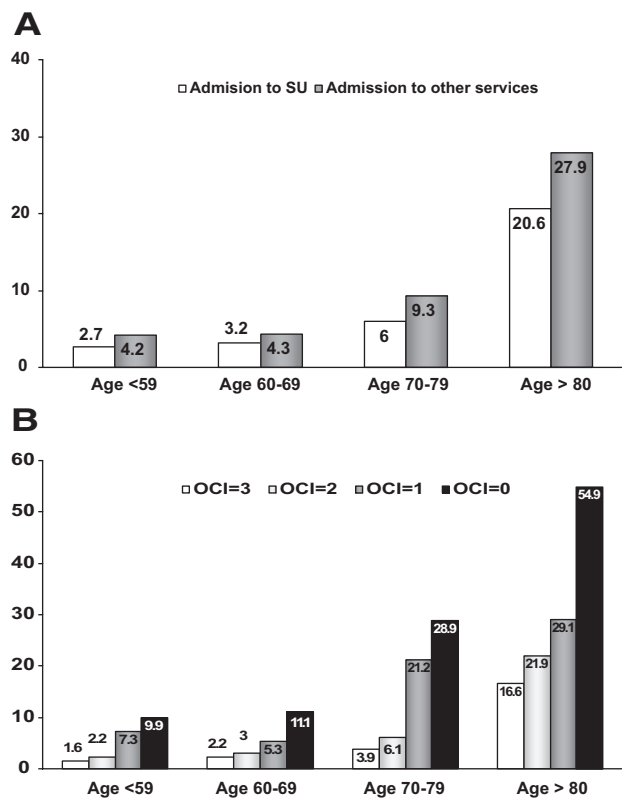 A
40
Admision to SU Admission to other services
30
27.9
20
20.6
10
9.3
2.7 4.2 3.2 4.3 6
0
Age <59 Age 60-69 Age 70-79 Age > 80
B
60
OCI=3 OCI=2 OCI=1 OCI=0
54.9
50
40
30
28.9 29.1
20
21.2 21.9
16.6
10
1.6 2.2 7.3 9.9 2.2 3 5.3 11.1 3.9 6.1
0
Age <59 Age 60-69 Age 70-79 Age > 80